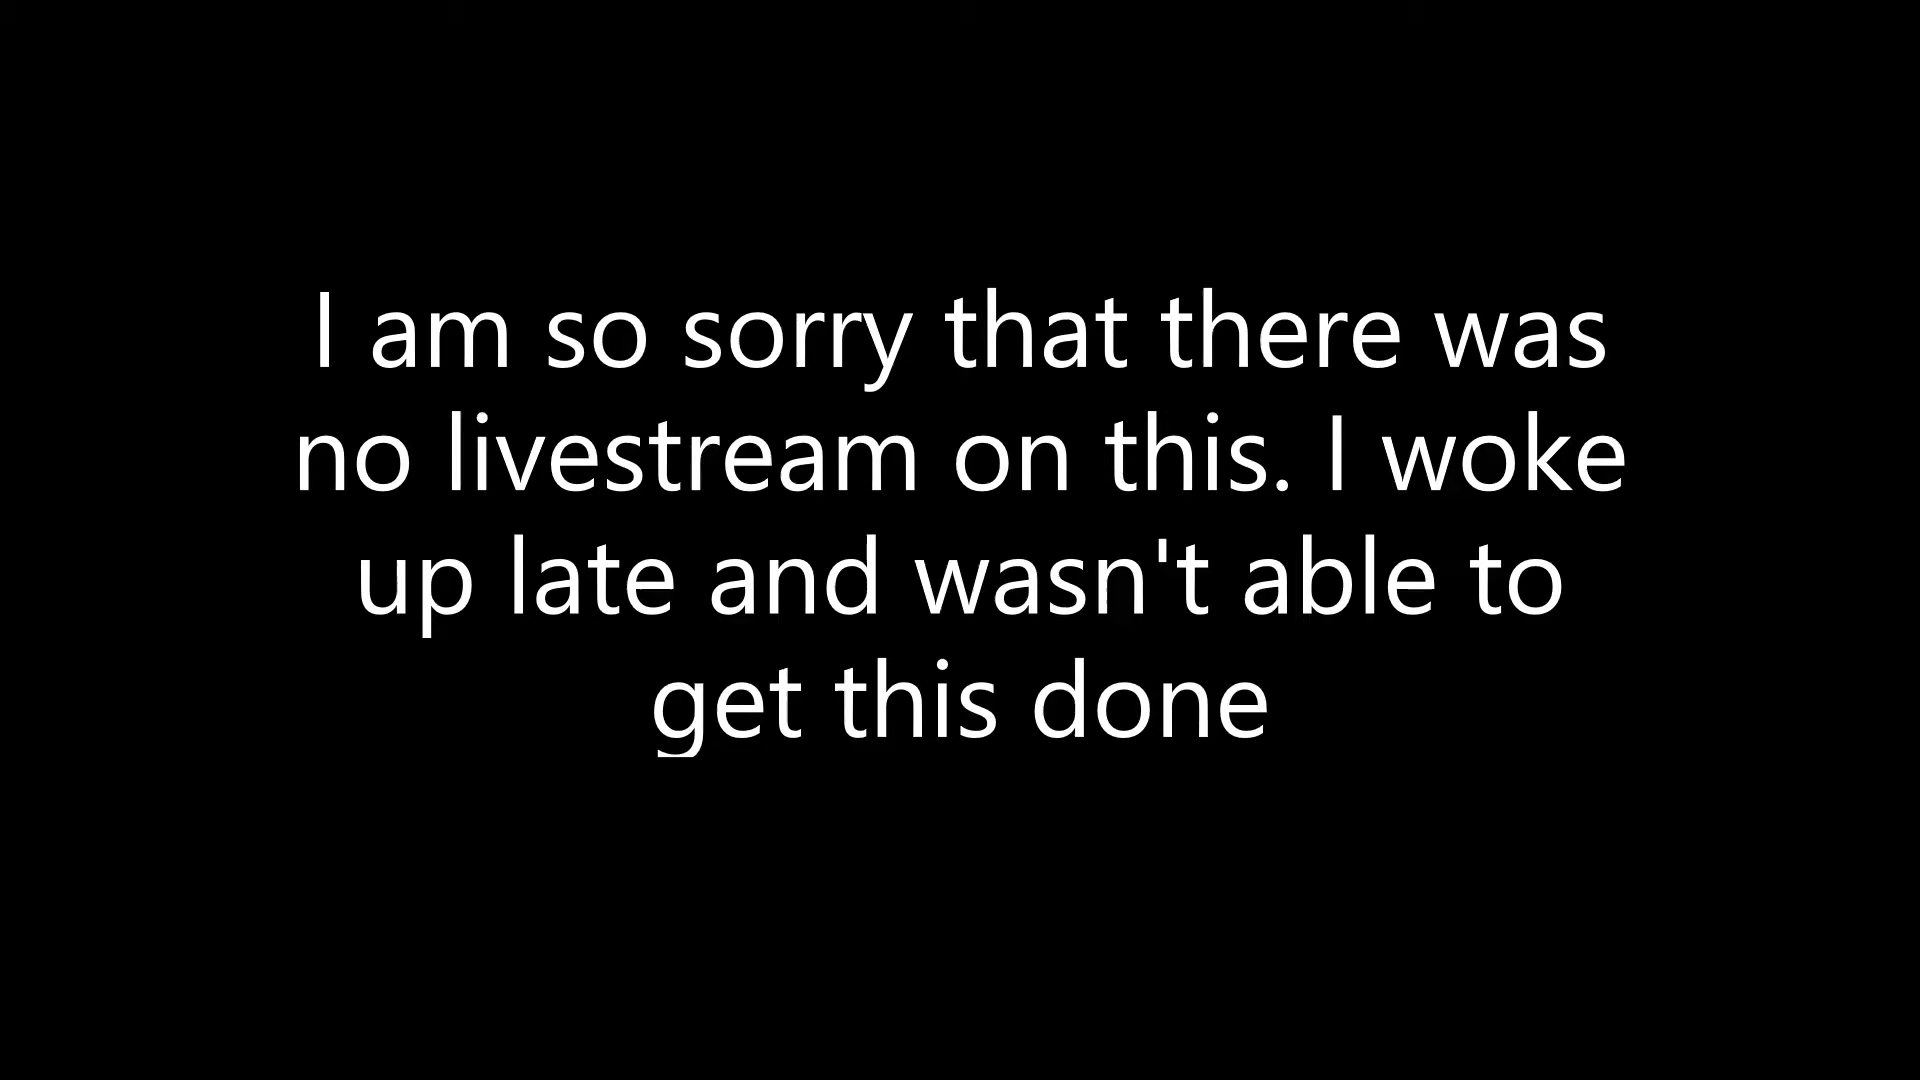 I am so sorry that there was
no livestream on this. I woke
up late and wasn't able to
get this done